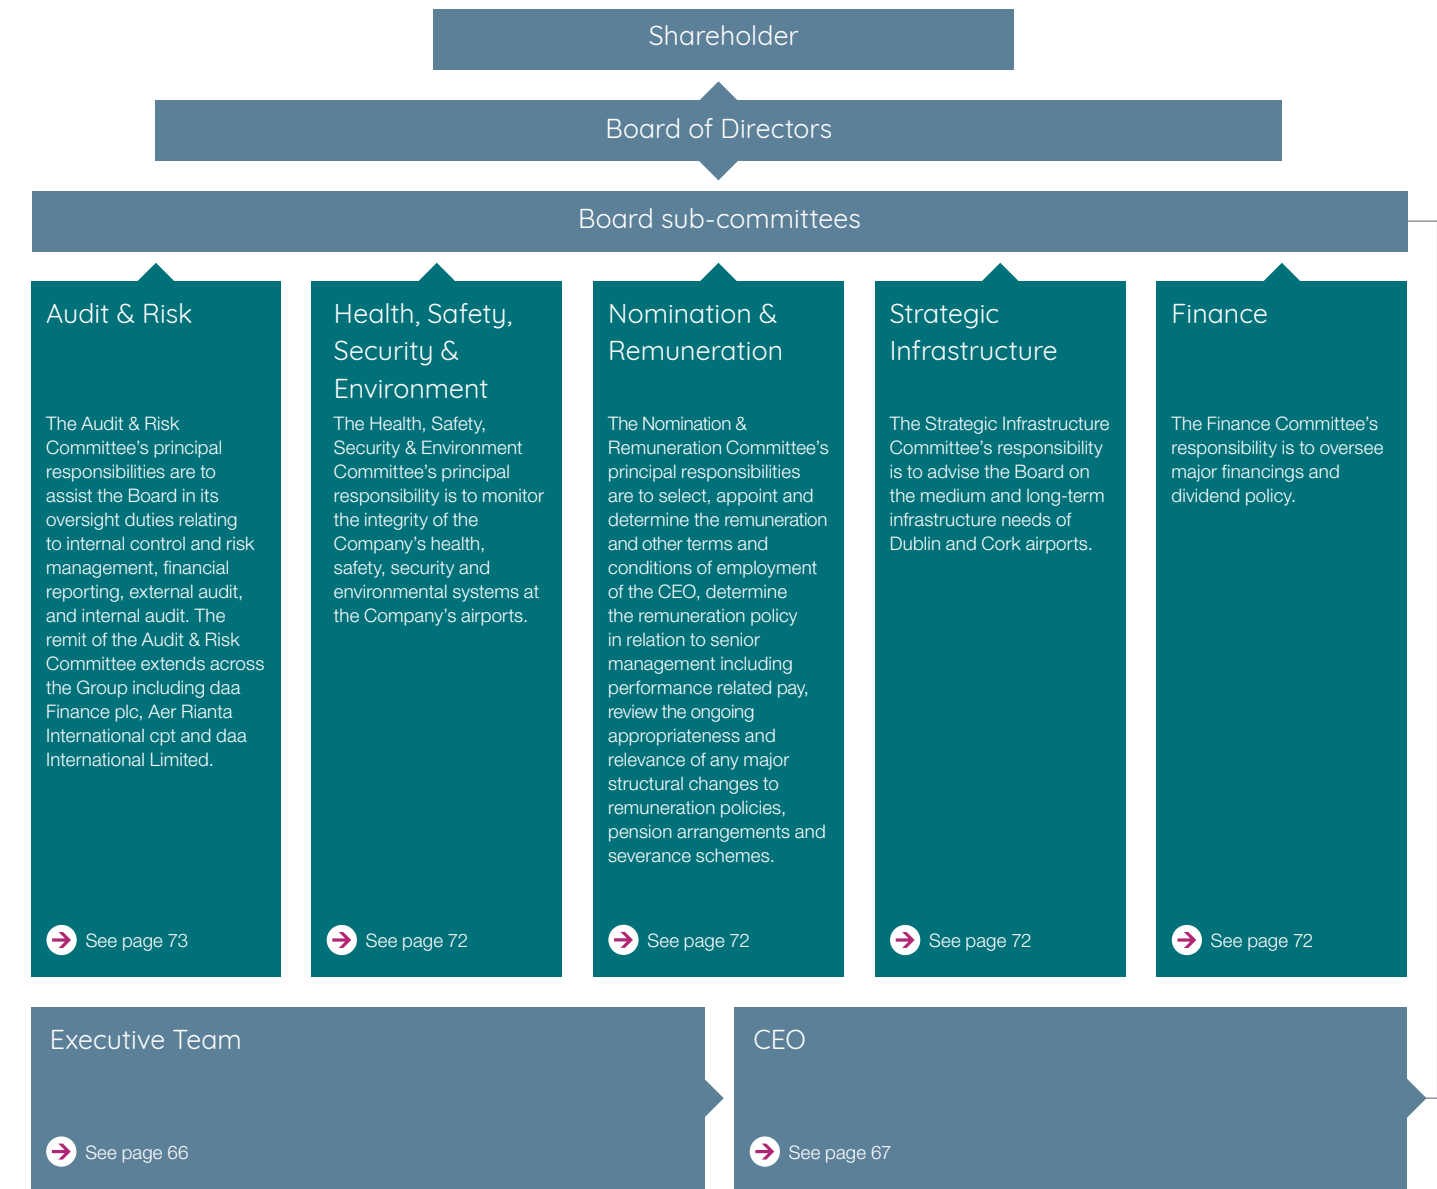 Shareholder
Board of Directors
Board sub-committees
Audit & Risk
The Audit & Risk
Committee’s principal
responsibilities are to
assist the Board in its
oversight duties relating
to internal control and risk
management, financial
reporting, external audit,
and internal audit. The
remit of the Audit & Risk
Committee extends across
the Group including daa
Finance plc, Aer Rianta
International cpt and daa
International Limited.
See page 73
Health, Safety,
Security &
Environment
The Health, Safety,
Security & Environment
Committee’s principal
responsibility is to monitor
the integrity of the
Company’s health,
safety, security and
environmental systems at
the Company’s airports.
See page 72
Nomination &
Remuneration
The Nomination &
Remuneration Committee’s
principal responsibilities
are to select, appoint and
determine the remuneration
and other terms and
conditions of employment
of the CEO, determine
the remuneration policy
in relation to senior
management including
performance related pay,
review the ongoing
appropriateness and
relevance of any major
structural changes to
remuneration policies,
pension arrangements and
severance schemes.
See page 72
Strategic
Infrastructure
The Strategic Infrastructure
Committee’s responsibility
is to advise the Board on
the medium and long-term
infrastructure needs of
Dublin and Cork airports.
See page 72
Finance
The Finance Committee’s
responsibility is to oversee
major financings and
dividend policy.
See page 72
Executive Team
See page 66
CEO
See page 67